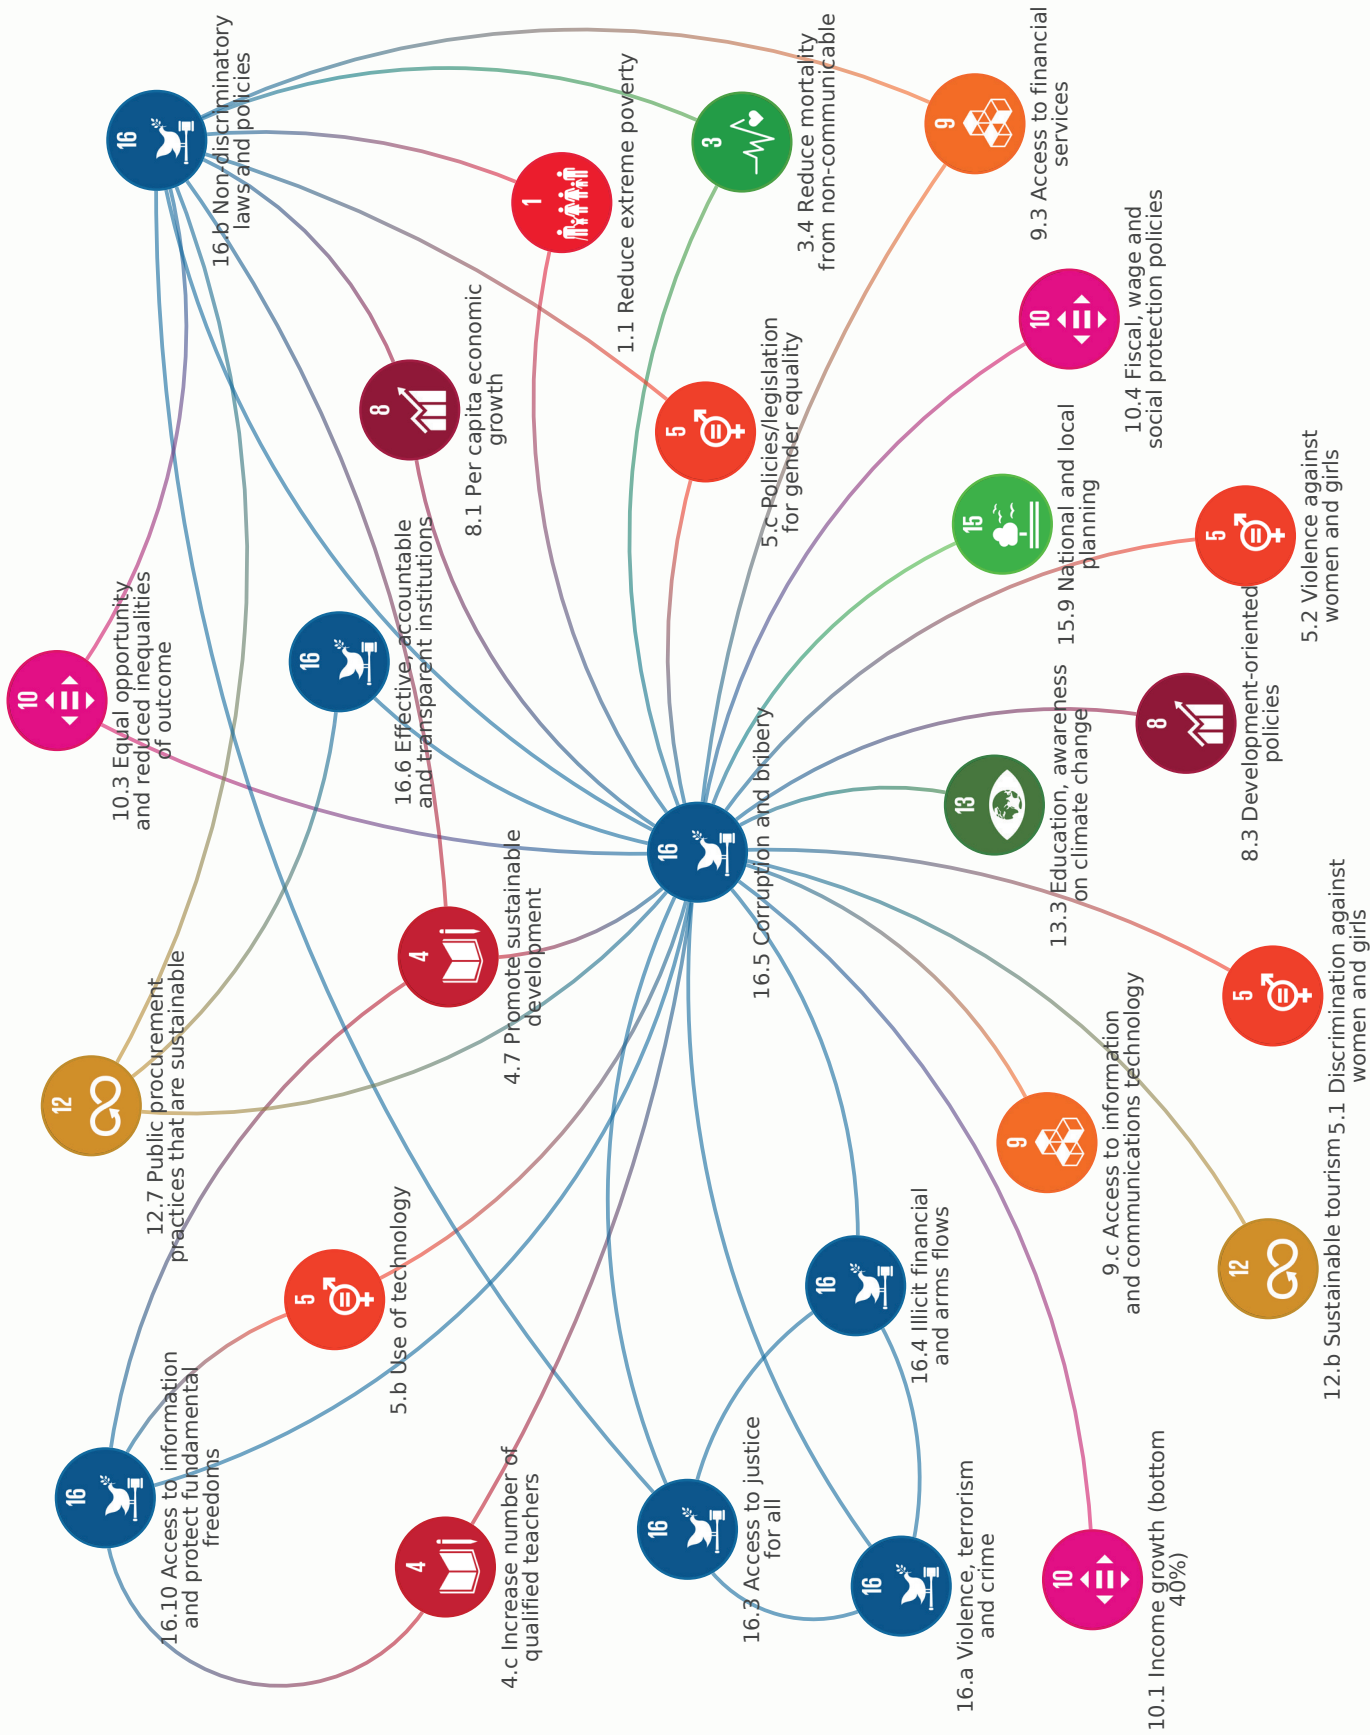 16
16.b Non-discriminatory
laws and policies
10
10.3 Equal opportunity
and reduced inequalities
of outcome
12
12.7 Public procurement
practices that are sustainable
16
16.10 Access to information
and protect fundamental
freedoms
8
8.1 Per capita economic
growth
16
16.6 Effective, accountable
and transparent institutions
4
4.7 Promote sustainable
development
5
5.b Use of technology
4
4.c Increase number of
qualified teachers
1
1.1 Reduce extreme poverty
3
3.4 Reduce mortality
from non-communicable
5
5.c Policies/legislation
for gender equality
16
16.5 Corruption and bribery
16
16.3 Access to justice
for all
16
16.4 Illicit financial
and arms flows
16
16.a Violence, terrorism
and crime
9
9.3 Access to financial
services
10
10.4 Fiscal, wage and
social protection policies
15
15.9 National and local
planning
13
13.3 Education, awareness
on climate change
9
9.c Access to information
and communications technology
10
10.1 Income growth (bottom
40%)
5
5.2 Violence against
women and girls
8
8.3 Development-oriented
policies
5
5.1 Discrimination against
women and girls
12
12.b Sustainable tourism